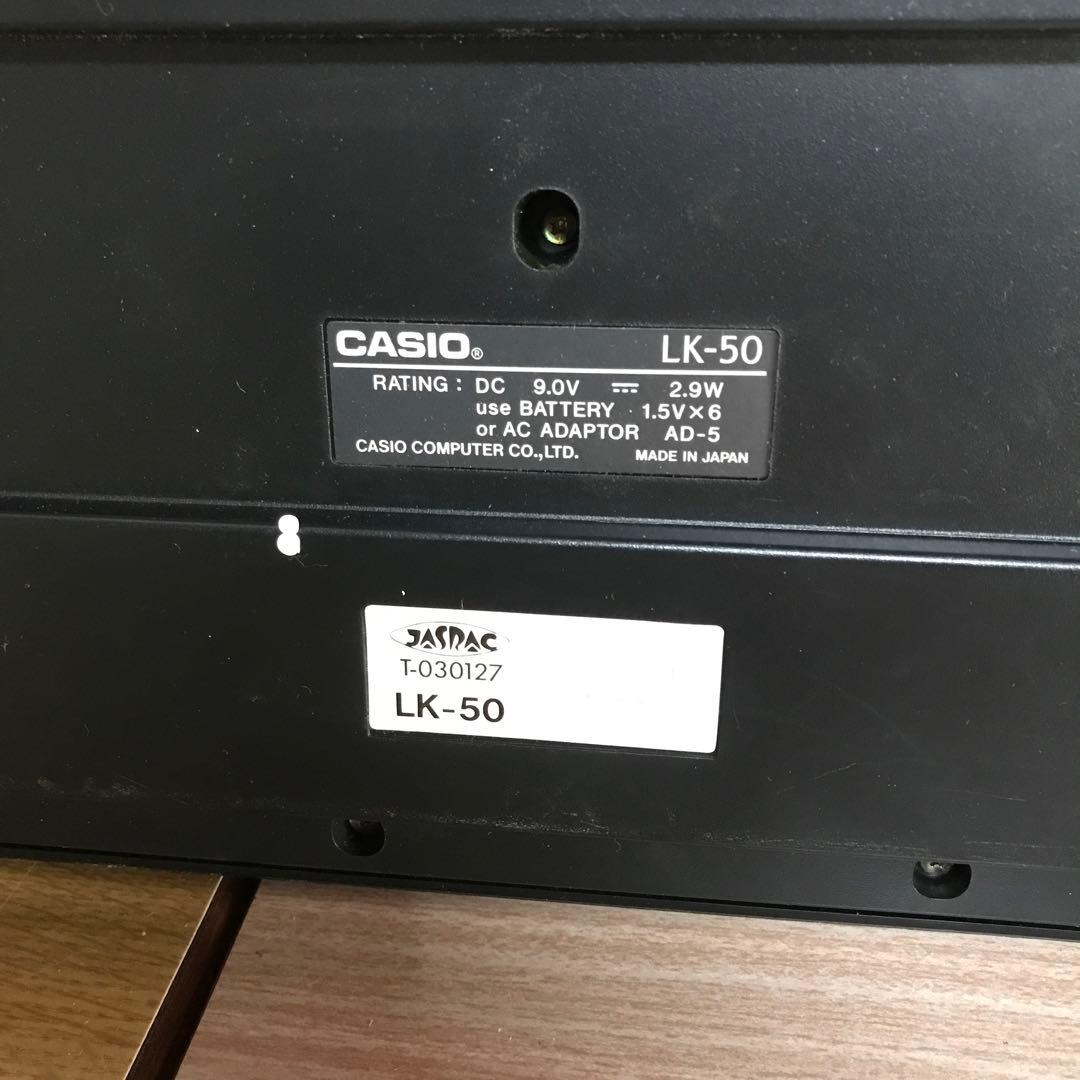 CASIO® LK-50
RATING : DC 9.0V ⎓ 2.9W
use BATTERY 1.5V×6
or AC ADAPTOR AD-5
CASIO COMPUTER CO.,LTD. MADE IN JAPAN
JASRAC
T-030127
LK-50